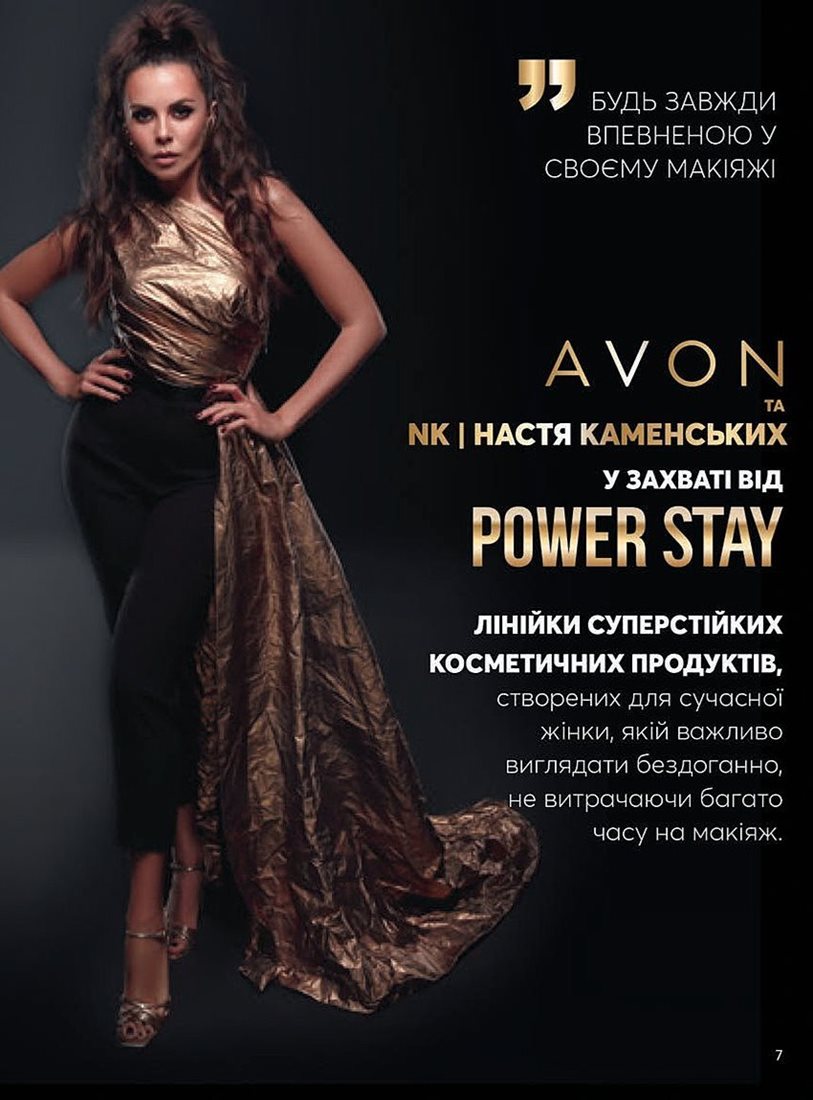 БУДЬ ЗАВЖДИ
ВПЕВНЕНОЮ У
СВОЄМУ МАКІЯЖІ
AVON
ТА
NK | НАСТЯ КАМЕНСЬКИХ
У ЗАХВАТІ ВІД
POWER STAY
ЛІНІЙКИ СУПЕРСТІЙКИХ
КОСМЕТИЧНИХ ПРОДУКТІВ,
створених для сучасної
жінки, якій важливо
виглядати бездоганно,
не витрачаючи багато
часу на макіяж.
7